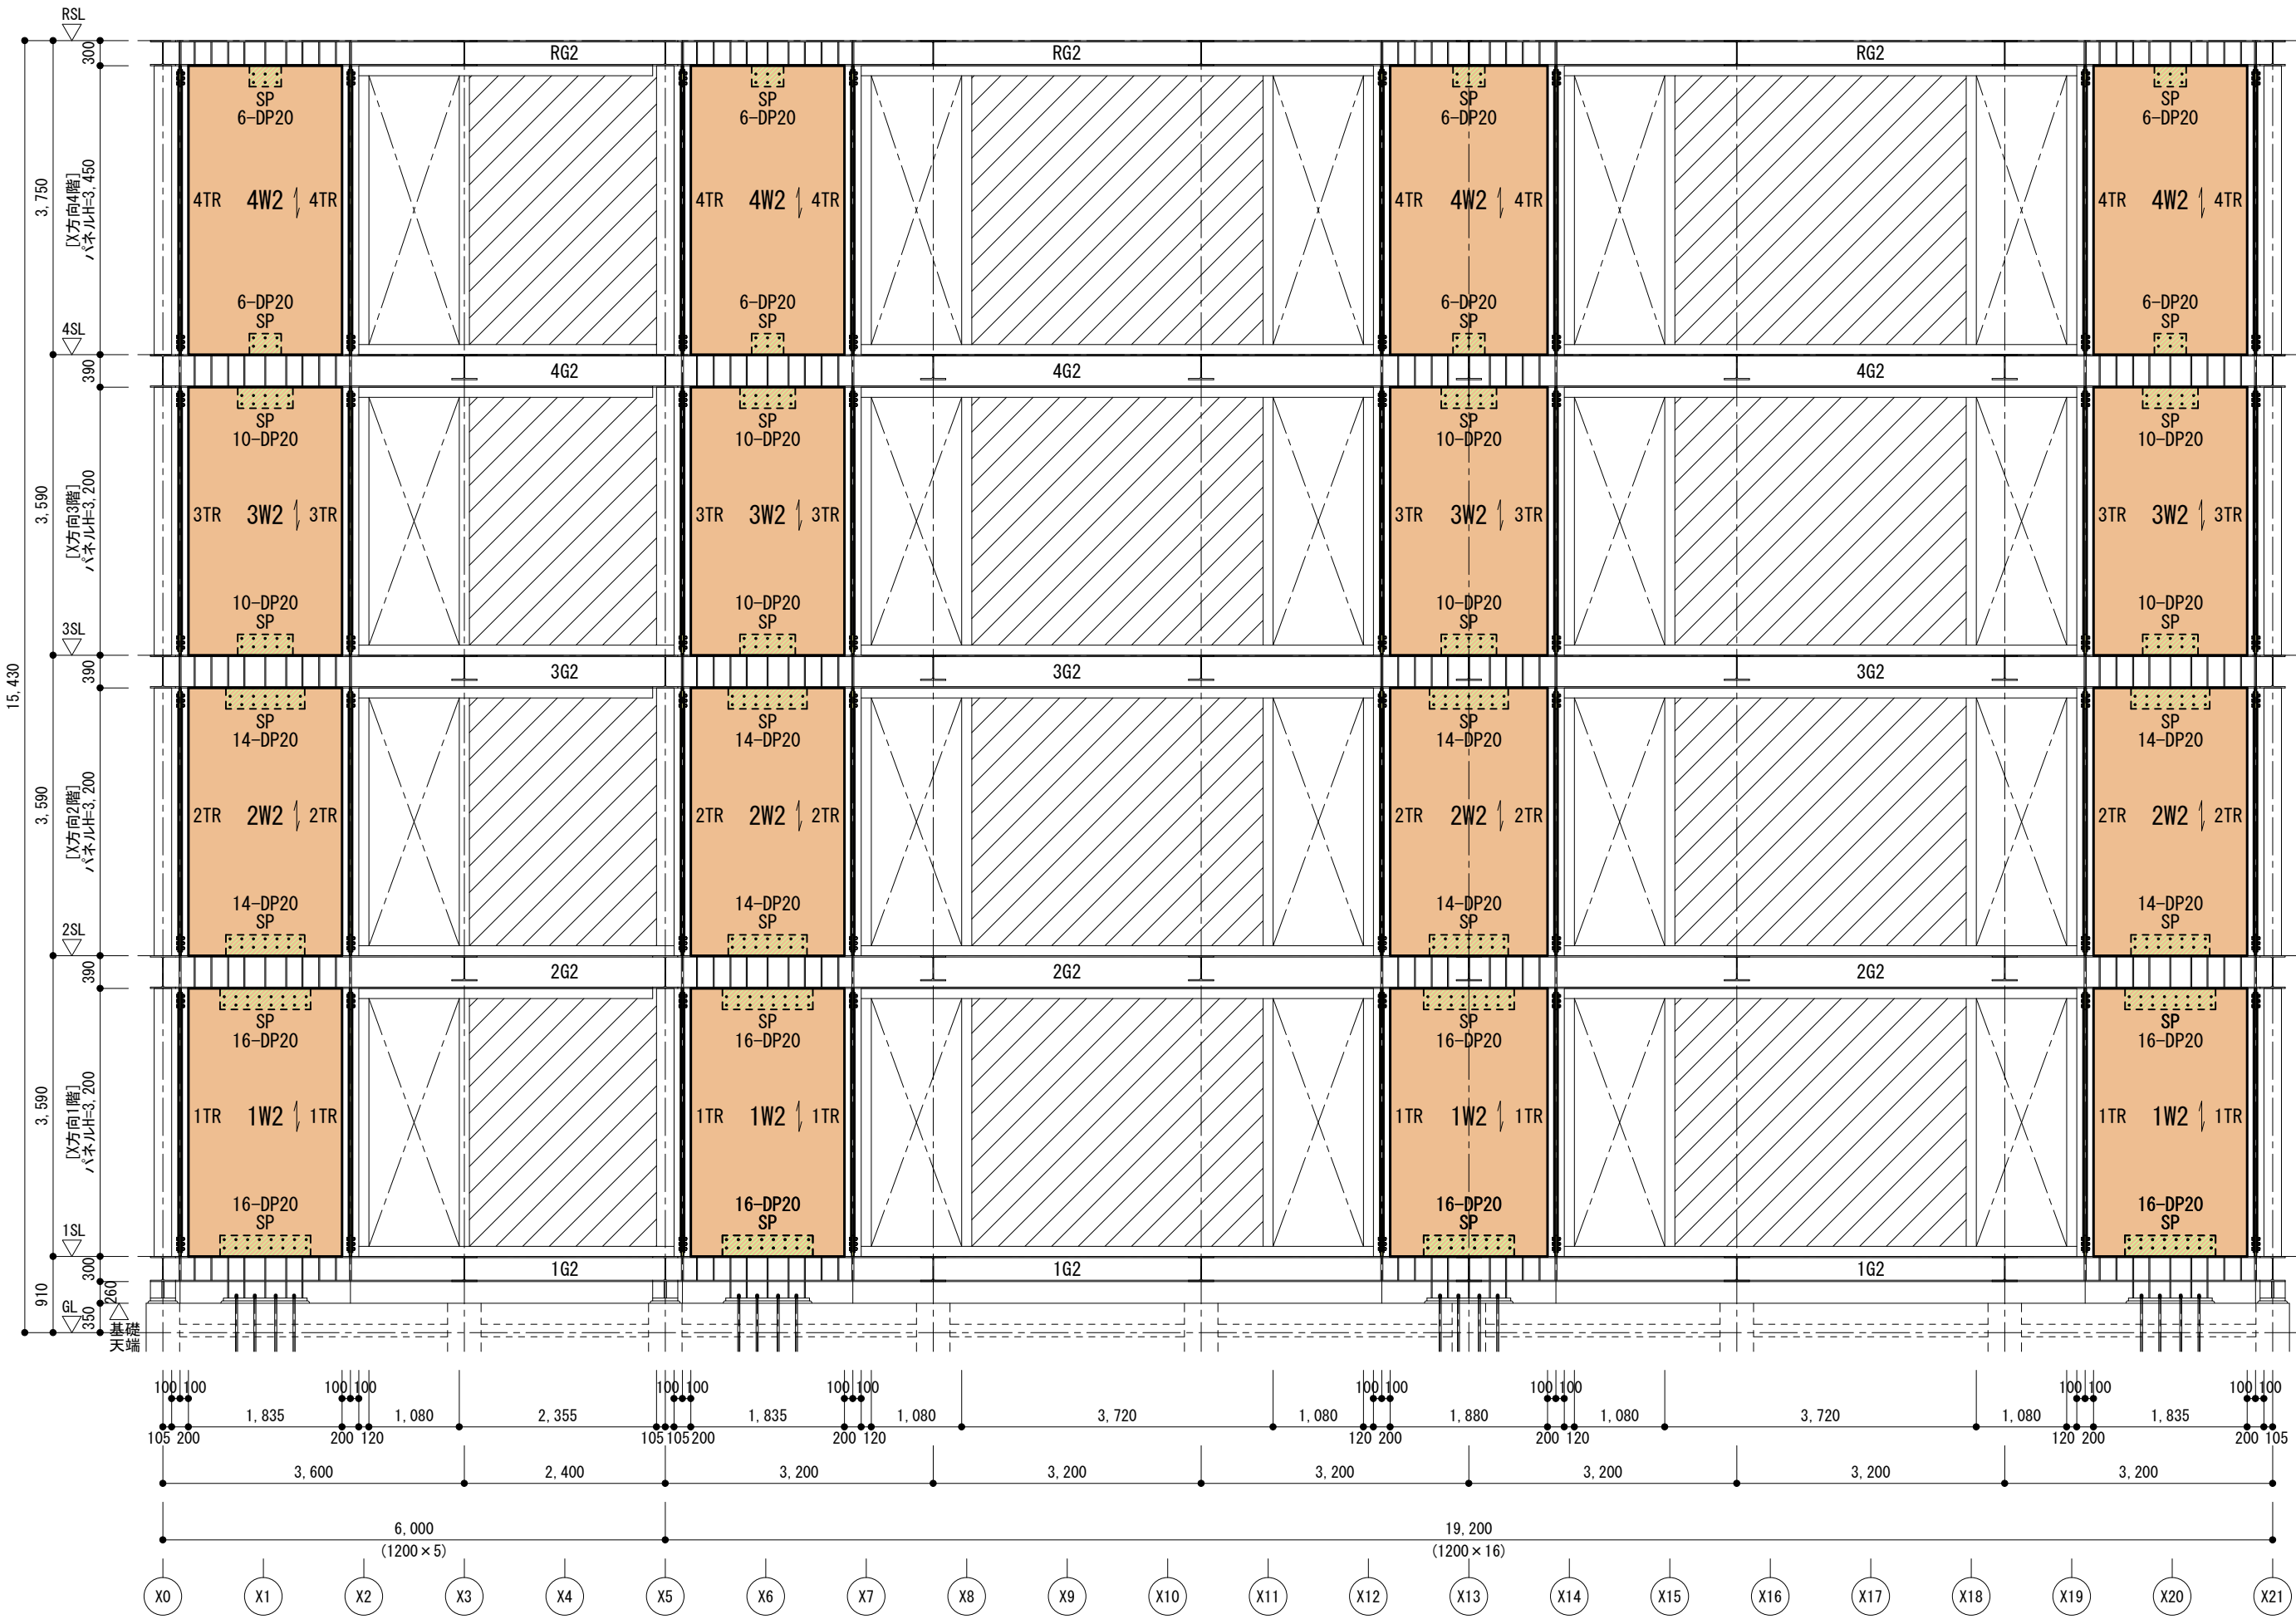 RSL
300
RG2 RG2 RG2
SP SP SP SP
6-DP20 6-DP20 6-DP20 6-DP20
3,750
[X方向4階]
パネルH=3,450
4TR 4W2 4TR 4TR 4W2 4TR 4TR 4W2 4TR 4TR 4W2 4TR
6-DP20 6-DP20 6-DP20 6-DP20
SP SP SP SP
4SL
390
4G2 4G2 4G2
SP SP SP SP
10-DP20 10-DP20 10-DP20 10-DP20
3,590
[X方向3階]
パネルH=3,200
3TR 3W2 3TR 3TR 3W2 3TR 3TR 3W2 3TR 3TR 3W2 3TR
10-DP20 10-DP20 10-DP20 10-DP20
SP SP SP SP
3SL
390
15,430
3G2 3G2 3G2
SP SP SP SP
14-DP20 14-DP20 14-DP20 14-DP20
3,590
[X方向2階]
パネルH=3,200
2TR 2W2 2TR 2TR 2W2 2TR 2TR 2W2 2TR 2TR 2W2 2TR
14-DP20 14-DP20 14-DP20 14-DP20
SP SP SP SP
2SL
390
2G2 2G2 2G2
SP SP SP SP
16-DP20 16-DP20 16-DP20 16-DP20
3,590
[X方向1階]
パネルH=3,200
1TR 1W2 1TR 1TR 1W2 1TR 1TR 1W2 1TR 1TR 1W2 1TR
16-DP20 16-DP20 16-DP20 16-DP20
SP SP SP SP
1SL
300
1G2 1G2 1G2
910
260
GL
350
基礎
天端
100 100 100 100 100 100 100 100 100 100 100 100 100 100 100 100
1,835 1,080 2,355 1,835 1,080 3,720 1,080 1,880 1,080 3,720 1,080 1,835
105 200 200 120 105 105 200 200 120 120 200 200 120 120 200 200 105
3,600 2,400 3,200 3,200 3,200 3,200 3,200 3,200
6,000 19,200
(1200×5) (1200×16)
X0 X1 X2 X3 X4 X5 X6 X7 X8 X9 X10 X11 X12 X13 X14 X15 X16 X17 X18 X19 X20 X21